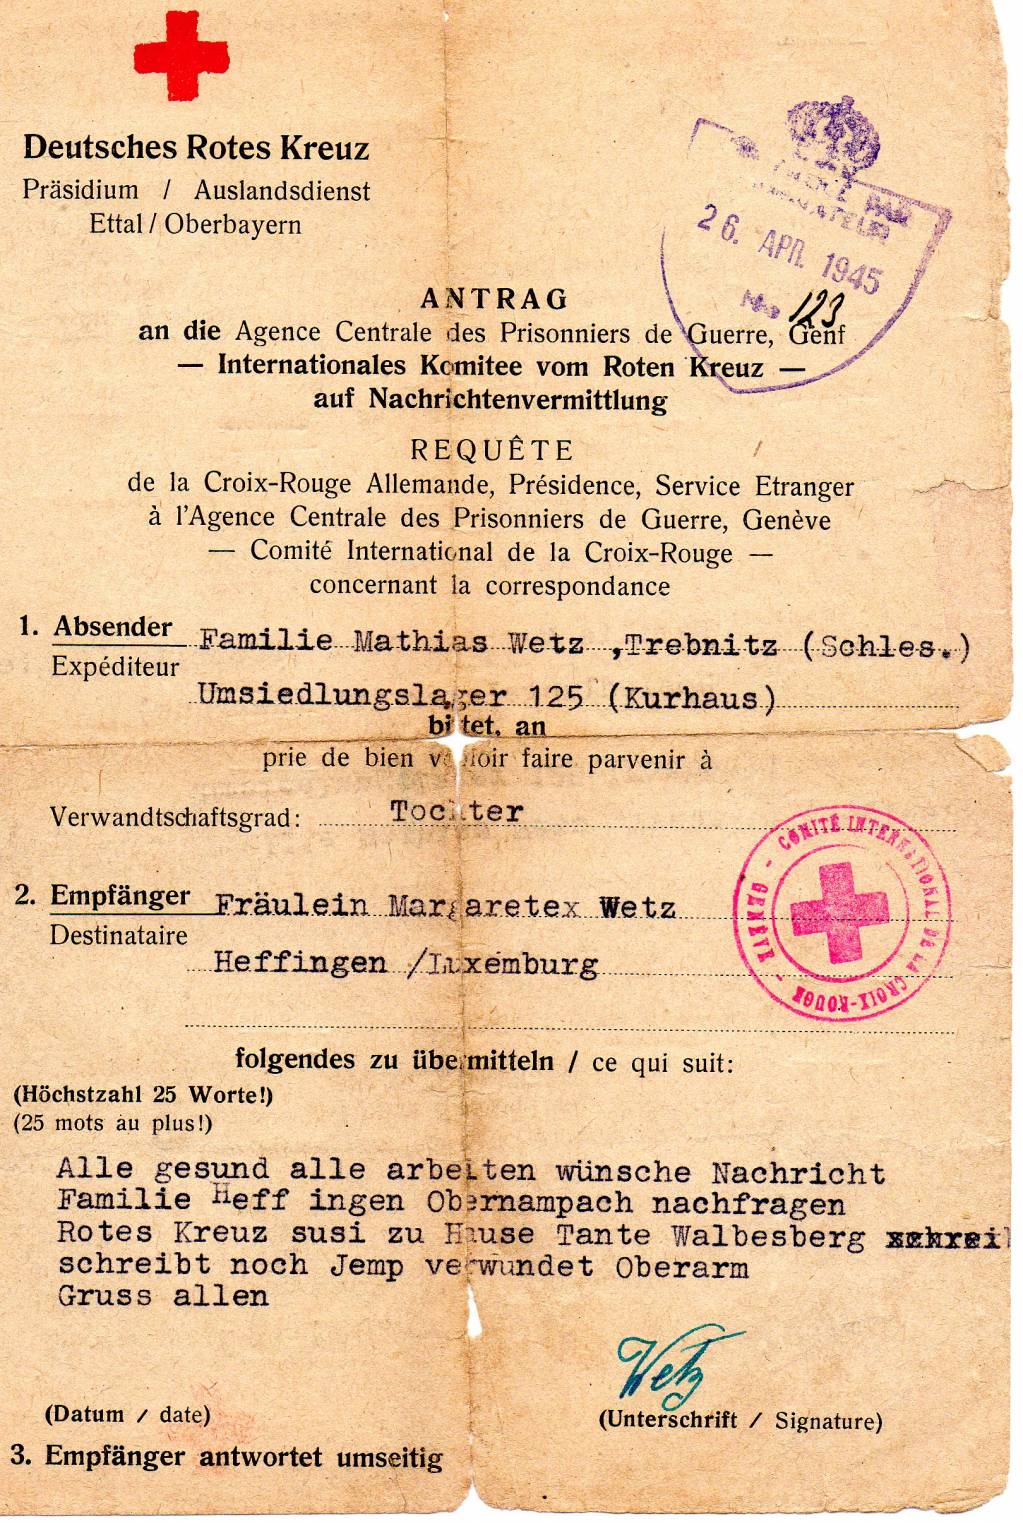 Deutsches Rotes Kreuz
Präsidium / Auslandsdienst
Ettal / Oberbayern
26. APR. 1945
No 123
ANTRAG
an die Agence Centrale des Prisonniers de Guerre, Genf
— Internationales Komitee vom Roten Kreuz —
auf Nachrichtenvermittlung
REQUÊTE
de la Croix-Rouge Allemande, Présidence, Service Etranger
à l'Agence Centrale des Prisonniers de Guerre, Genève
— Comité International de la Croix-Rouge —
concernant la correspondance
1. Absender Familie Mathias Wetz ,Trebnitz (Schles.)
Expéditeur
Umsiedlungslager 125 (Kurhaus)
bittet, an
prie de bien vouloir faire parvenir à
Verwandtschaftsgrad: Tochter
COMITÉ INTERNATIONAL DE LA CROIX-ROUGE - GENÈVE -
2. Empfänger Fräulein Margaretex Wetz
Destinataire
Heffingen /Luxemburg
folgendes zu übermitteln / ce qui suit:
(Höchstzahl 25 Worte!)
(25 mots au plus!)
Alle gesund alle arbeiten wünsche Nachricht
Familie Heff ingen Obernampach nachfragen
Rotes Kreuz susi zu Hause Tante Walbesberg
schreibt noch Jemp verwundet Oberarm
Gruss allen
Wetz
(Datum / date)
(Unterschrift / Signature)
3. Empfänger antwortet umseitig